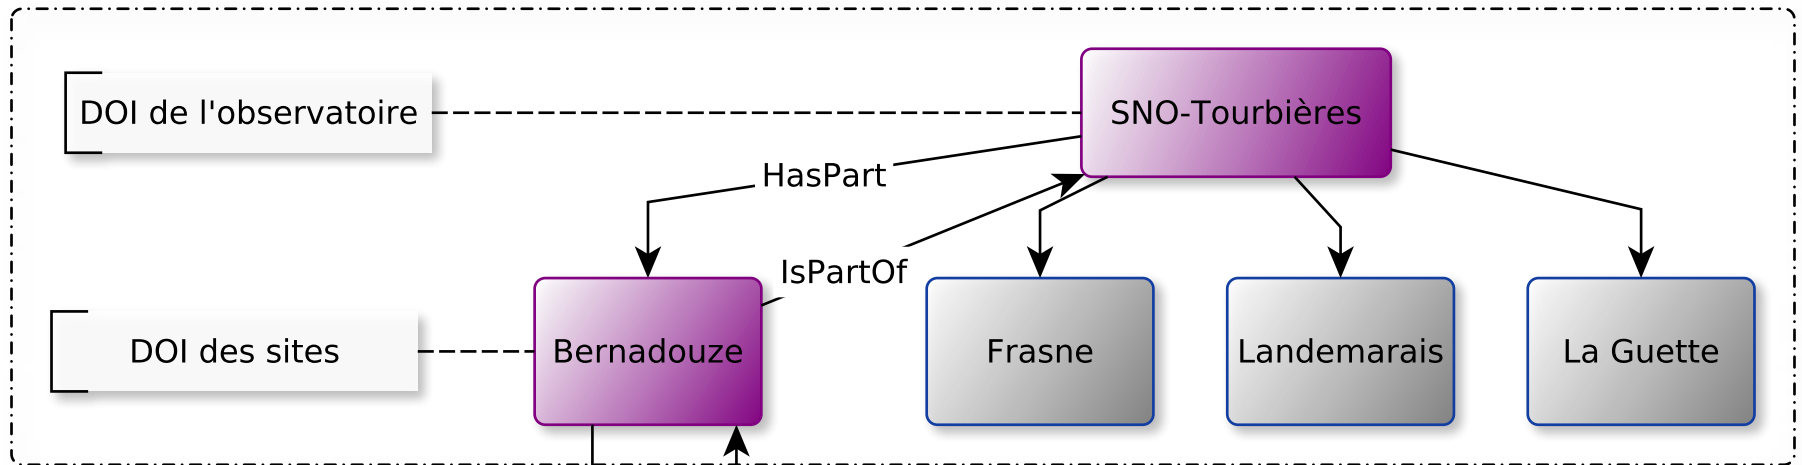 DOI de l'observatoire
SNO-Tourbières
HasPart
IsPartOf
DOI des sites
Bernadouze
Frasne
Landemarais
La Guette